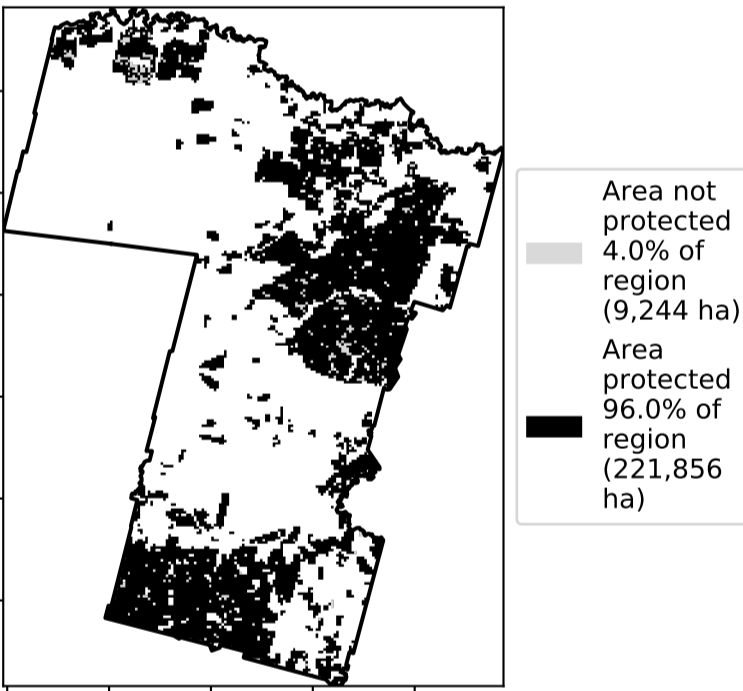 Area not
protected
4.0% of
region
(9,244 ha)
Area
protected
96.0% of
region
(221,856
ha)